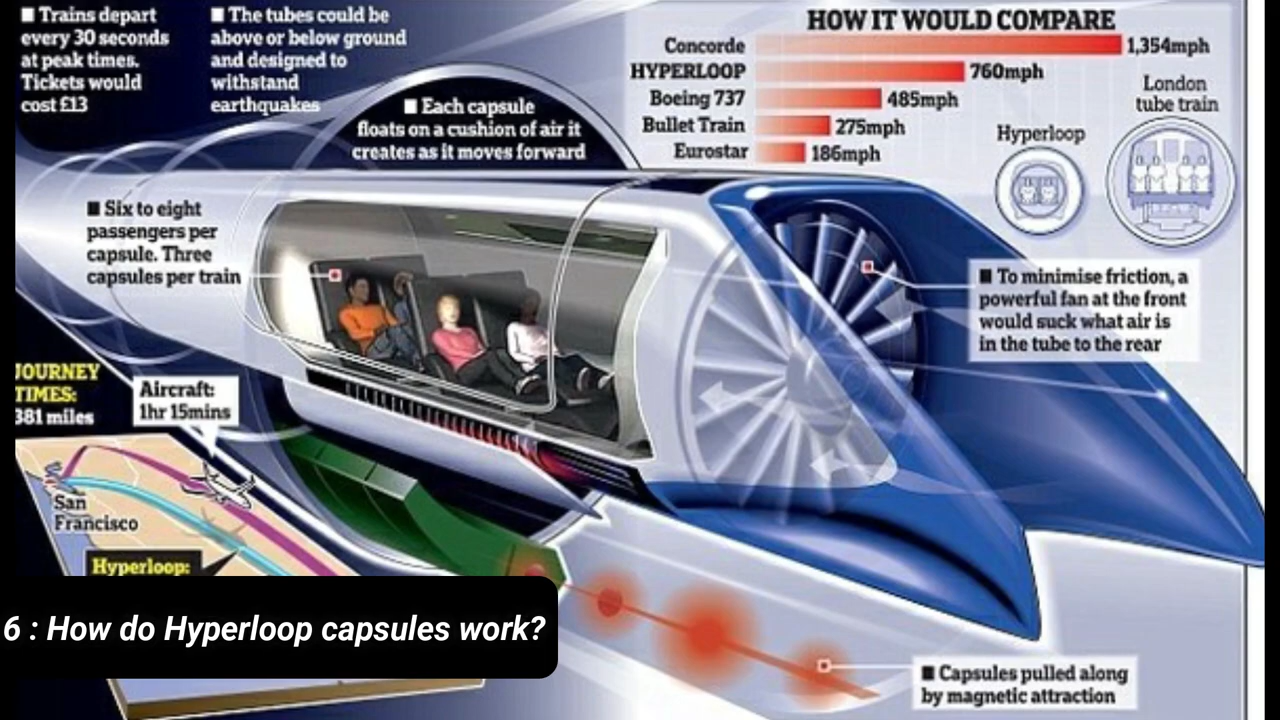 ■ Trains depart
every 30 seconds
at peak times.
Tickets would
cost £13
■ The tubes could be
above or below ground
and designed to
withstand
earthquakes
■ Each capsule
floats on a cushion of air it
creates as it moves forward
HOW IT WOULD COMPARE
Concorde 1,354mph
HYPERLOOP 760mph
Boeing 737 485mph
Bullet Train 275mph
Eurostar 186mph
London
tube train
Hyperloop
■ Six to eight
passengers per
capsule. Three
capsules per train
■ To minimise friction, a
powerful fan at the front
would suck what air is
in the tube to the rear
JOURNEY
TIMES:
381 miles
Aircraft:
1hr 15mins
San
Francisco
Hyperloop:
6 : How do Hyperloop capsules work?
■ Capsules pulled along
by magnetic attraction